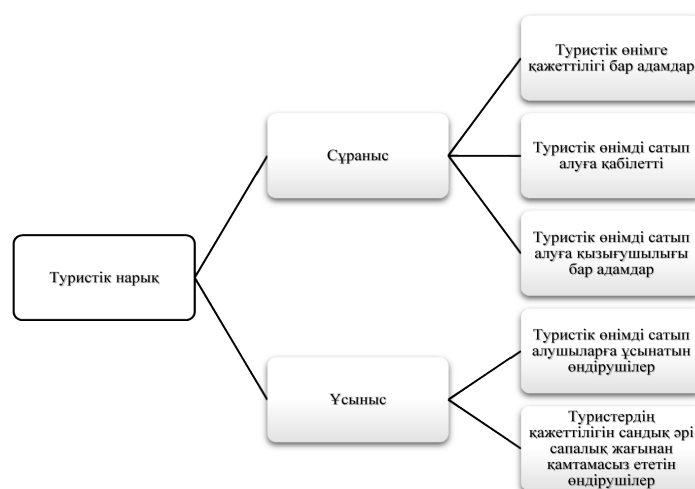 Туристік нарық
Сұраныс
Туристік өнімге
қажеттілігі бар адамдар
Туристік өнімді сатып
алуға қабілетті
Туристік өнімді сатып
алуға қызығушылығы
бар адамдар
Ұсыныс
Туристік өнімді сатып
алушыларға ұсынатын
өндірушілер
Туристердің
қажеттілігін сандық әрі
сапалық жағынан
қамтамасыз ететін
өндірушілер